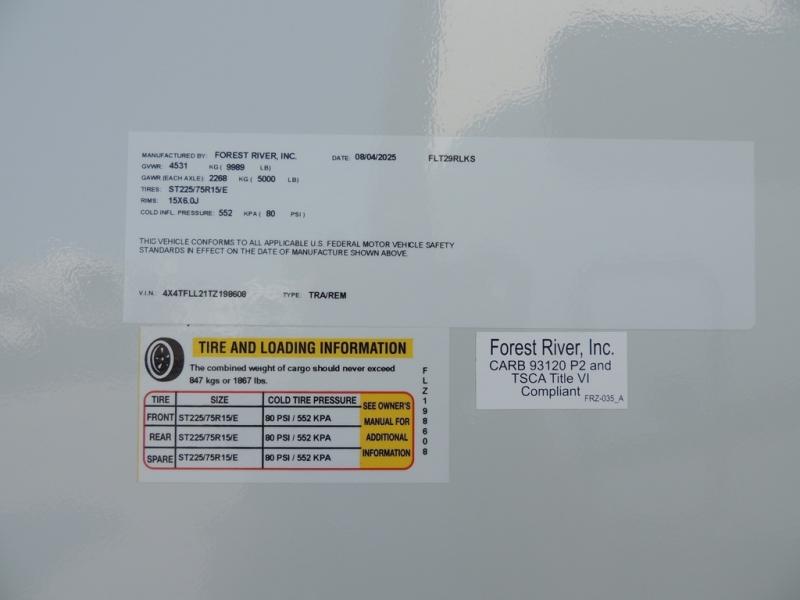 MANUFACTURED BY: FOREST RIVER, INC. DATE: 08/04/2025 FLT29RLKS
GVWR: 4531 KG ( 9989 LB)
GAWR (EACH AXLE): 2268 KG ( 5000 LB)
TIRES: ST225/75R15/E
RIMS: 15X6.0J
COLD INFL. PRESSURE: 552 KPA ( 80 PSI )
THIS VEHICLE CONFORMS TO ALL APPLICABLE U.S. FEDERAL MOTOR VEHICLE SAFETY
STANDARDS IN EFFECT ON THE DATE OF MANUFACTURE SHOWN ABOVE.
V.I.N.: 4X4TFLL21TZ198608 TYPE: TRA/REM
TIRE AND LOADING INFORMATION
The combined weight of cargo should never exceed
847 kgs or 1867 lbs.
TIRE SIZE COLD TIRE PRESSURE
FRONT ST225/75R15/E 80 PSI / 552 KPA
REAR ST225/75R15/E 80 PSI / 552 KPA
SPARE ST225/75R15/E 80 PSI / 552 KPA
SEE OWNER'S
MANUAL FOR
ADDITIONAL
INFORMATION
FLZ198608
Forest River, Inc.
CARB 93120 P2 and
TSCA Title VI
Compliant
FRZ-035_A